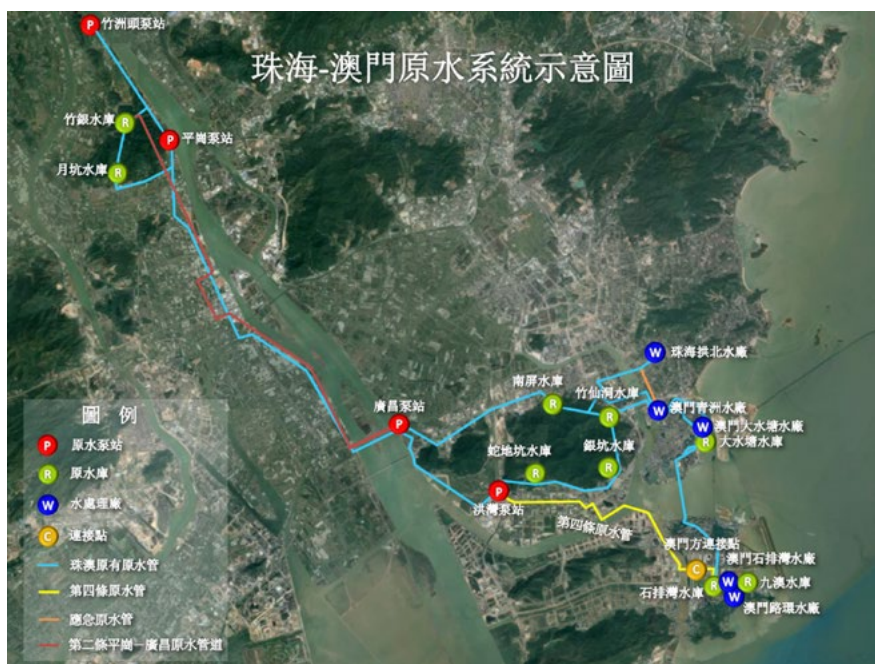 珠海-澳門原水系統示意圖
P 竹洲頭泵站
竹銀水庫 R
P 平崗泵站
月坑水庫 R
W 珠海拱北水廠
南屏水庫
R
竹仙洞水庫
R
W 澳門青洲水廠
廣昌泵站
P
W 澳門大水塘水廠
R 大水塘水庫
蛇地坑水庫
R
銀坑水庫
R
P
洪灣泵站
第四條原水管
澳門方連接點
C
澳門石排灣水廠
W
R 九澳水庫
石排灣水庫 R
W
澳門路環水廠
圖 例
P 原水泵站
R 原水庫
W 水處理廠
C 連接點
珠澳原有原水管
第四條原水管
應急原水管
第二條平崗－廣昌原水管道